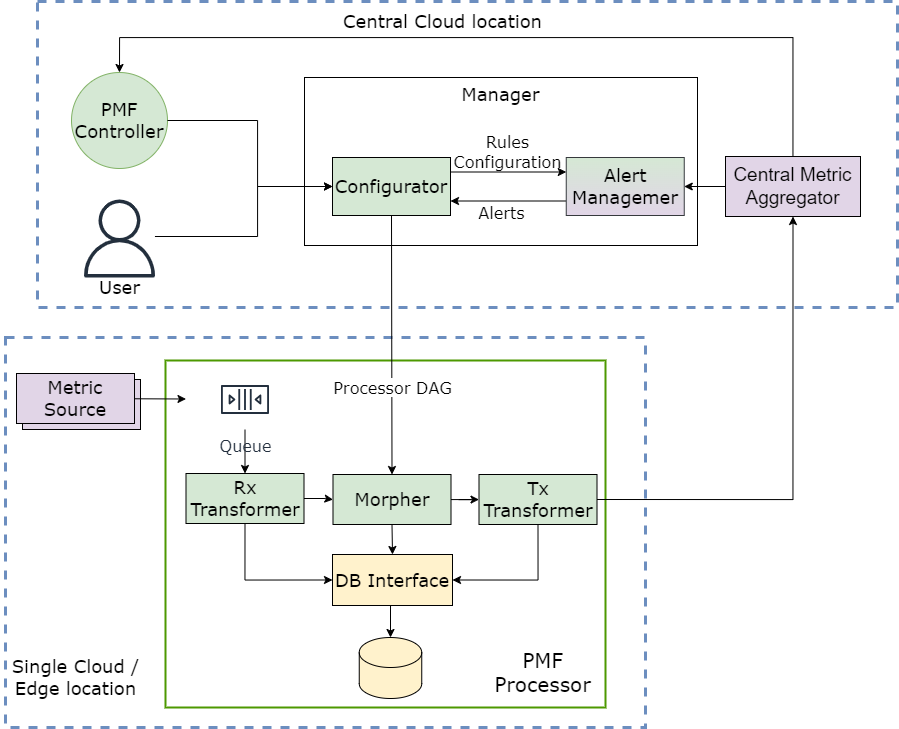 Central Cloud location
PMF
Controller
Manager
Rules
Configuration
Configurator
Alert
Managemer
Alerts
Central Metric
Aggregator
User
Metric
Source
Processor DAG
Queue
Rx
Transformer
Morpher
Tx
Transformer
DB Interface
Single Cloud /
Edge location
PMF
Processor